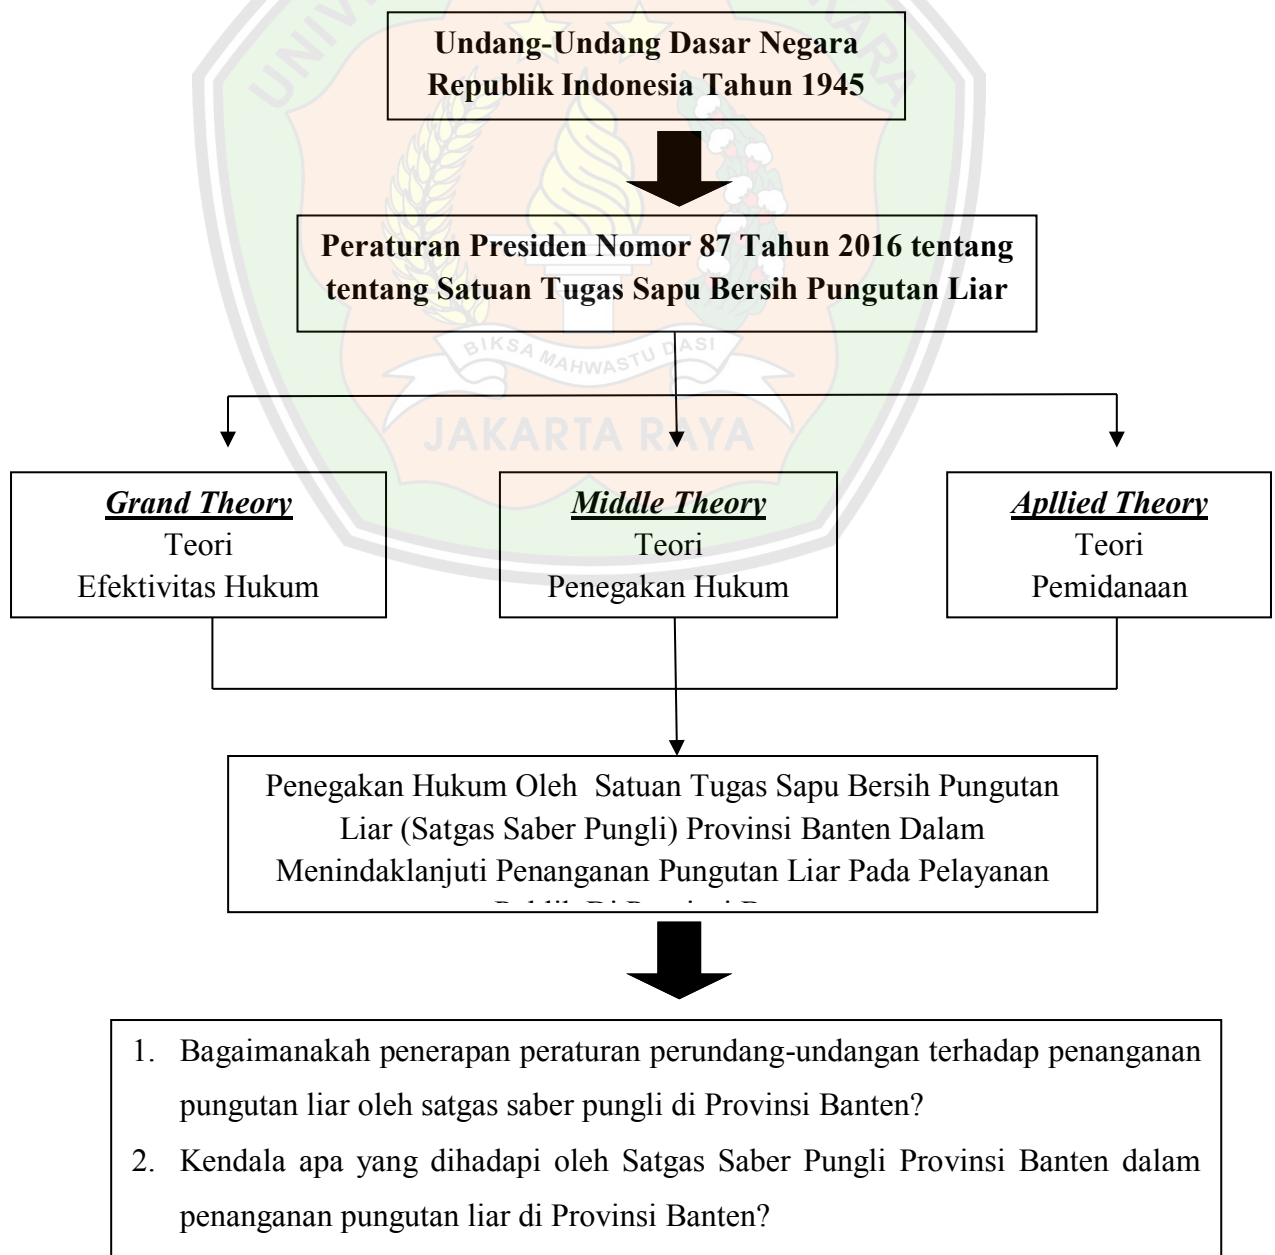 Undang-Undang Dasar Negara
Republik Indonesia Tahun 1945
Peraturan Presiden Nomor 87 Tahun 2016 tentang
tentang Satuan Tugas Sapu Bersih Pungutan Liar
BIKSA MAHWASTU DASI
JAKARTA RAYA
Grand Theory
Teori
Efektivitas Hukum
Middle Theory
Teori
Penegakan Hukum
Apllied Theory
Teori
Pemidanaan
Penegakan Hukum Oleh Satuan Tugas Sapu Bersih Pungutan
Liar (Satgas Saber Pungli) Provinsi Banten Dalam
Menindaklanjuti Penanganan Pungutan Liar Pada Pelayanan
1. Bagaimanakah penerapan peraturan perundang-undangan terhadap penanganan
pungutan liar oleh satgas saber pungli di Provinsi Banten?
2. Kendala apa yang dihadapi oleh Satgas Saber Pungli Provinsi Banten dalam
penanganan pungutan liar di Provinsi Banten?